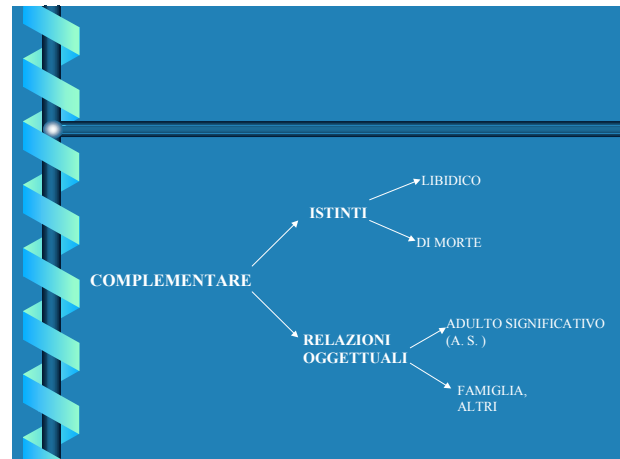 LIBIDICO
ISTINTI
DI MORTE
COMPLEMENTARE
ADULTO SIGNIFICATIVO
(A. S. )
RELAZIONI
OGGETTUALI
FAMIGLIA,
ALTRI